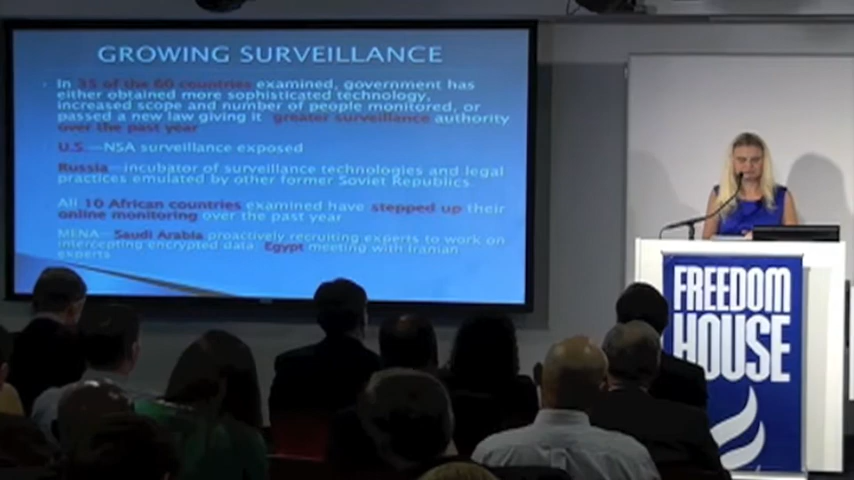 GROWING SURVEILLANCE
In 35 of the 60 countries examined, government has
either obtained more sophisticated technology,
increased scope and number of people monitored, or
passed a new law giving it greater surveillance authority
over the past year
U.S.—NSA surveillance exposed
Russia—incubator of surveillance technologies and legal
practices emulated by other former Soviet Republics
All 10 African countries examined have stepped up their
online monitoring over the past year
MENA—Saudi Arabia proactively recruiting experts to work on
intercepting encrypted data. Egypt meeting with Iranian
experts
FREEDOM
HOUSE